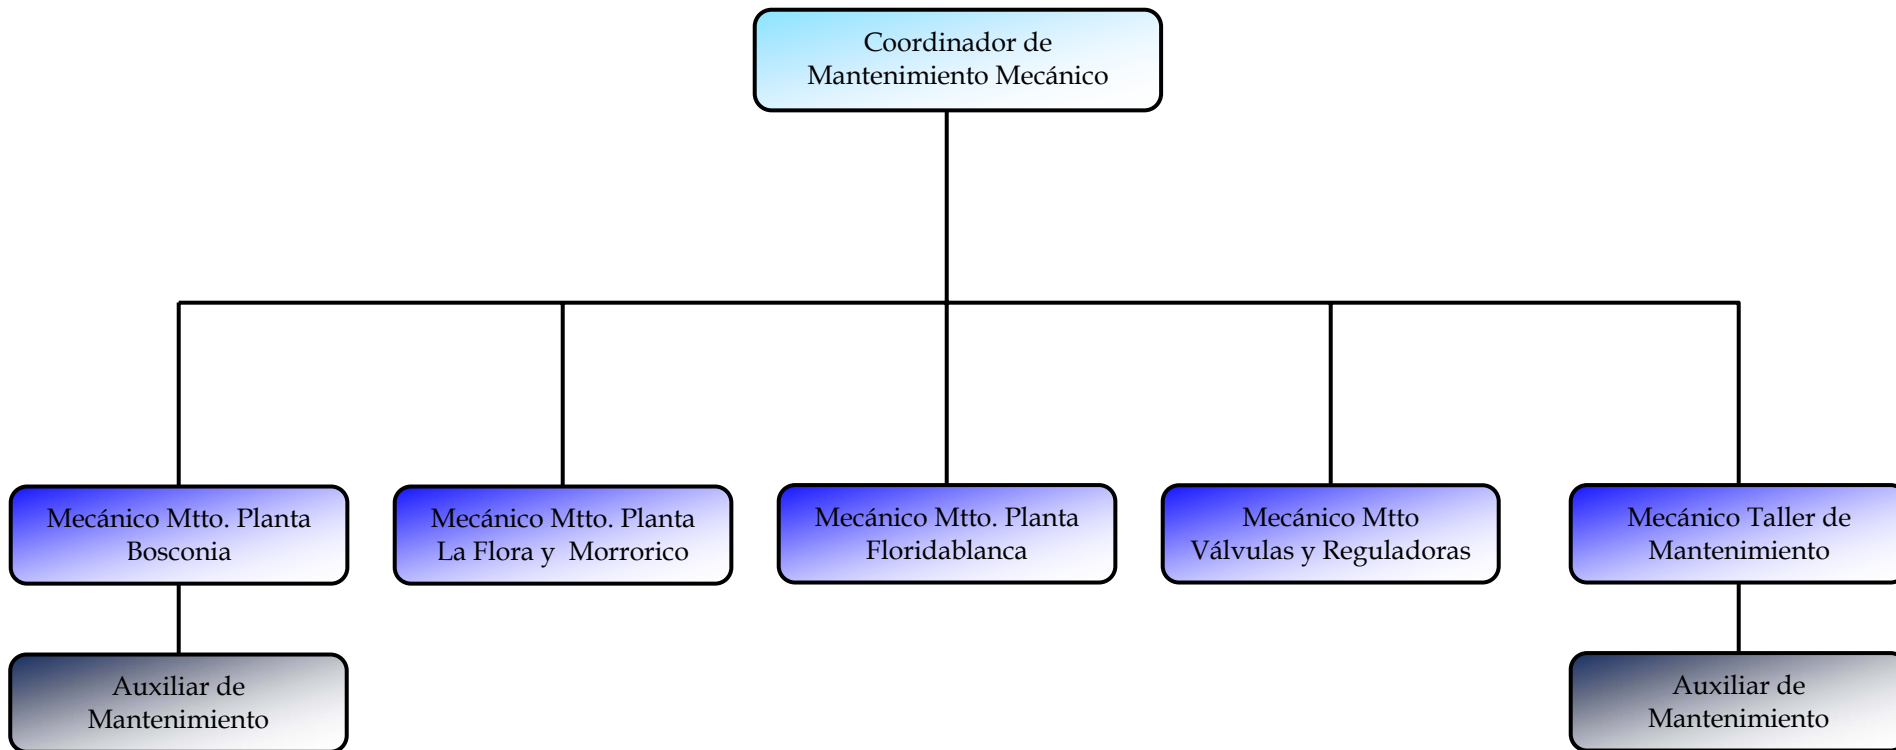 Coordinador de
Mantenimiento Mecánico
Mecánico Mtto. Planta
Bosconia
Mecánico Mtto. Planta
La Flora y  Morrorico
Mecánico Mtto. Planta
Floridablanca
Mecánico Mtto
Válvulas y Reguladoras
Mecánico Taller de
Mantenimiento
Auxiliar de
Mantenimiento
Auxiliar de
Mantenimiento